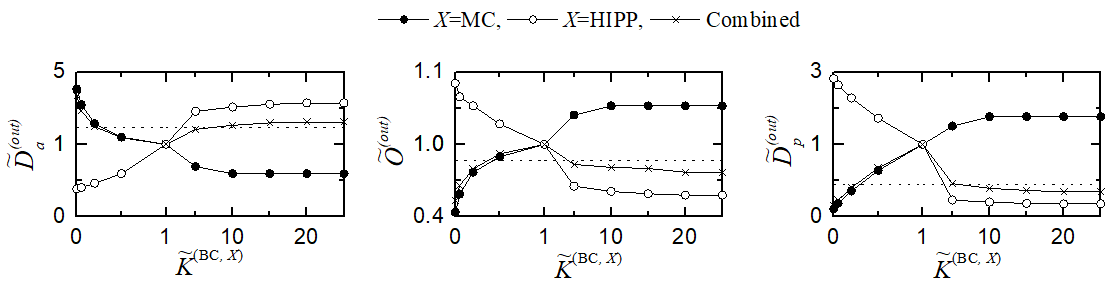 X=MC, X=HIPP, Combined
5 1 0
D̃a(out)
0 1 10 20
K̃(BC, X)
1.1 1.0 0.4
Õ(out)
0 1 10 20
K̃(BC, X)
3 1 0
D̃p(out)
0 1 10 20
K̃(BC, X)